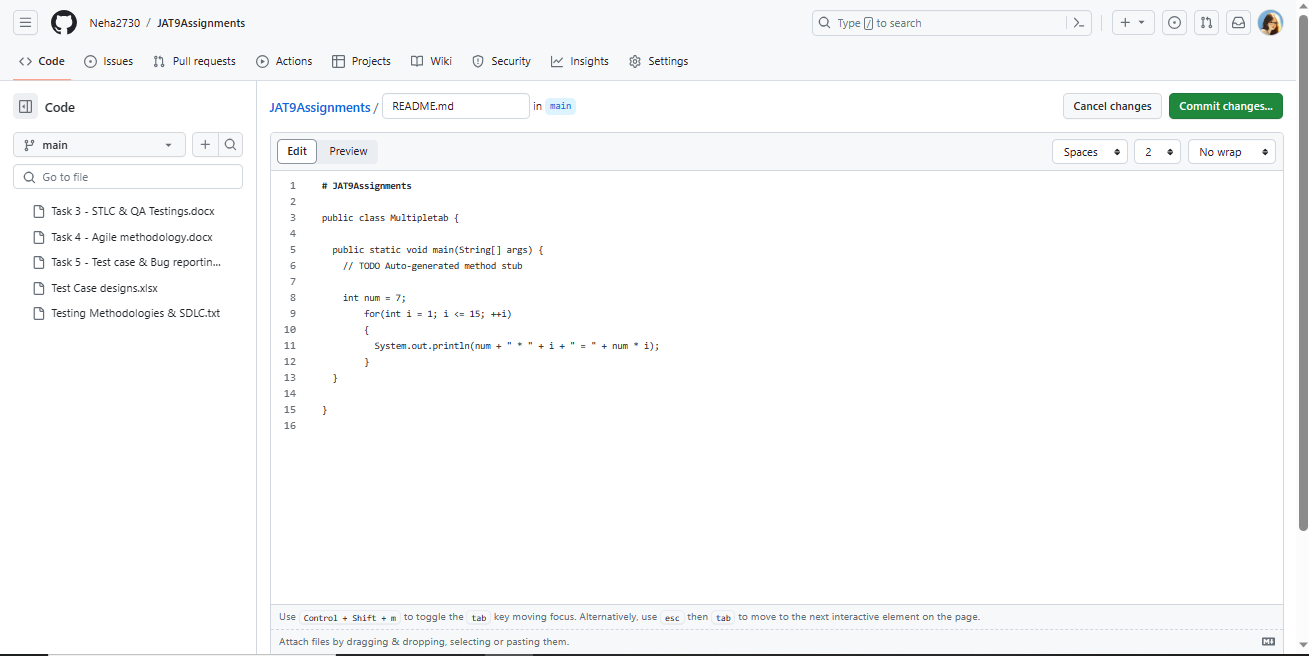 Neha2730 / JAT9Assignments
Type / to search
Code Issues Pull requests Actions Projects Wiki Security Insights Settings
Code
JAT9Assignments / README.md in main
Cancel changes Commit changes...
main
Edit Preview
Spaces 2 No wrap
Go to file
Task 3 - STLC & QA Testings.docx
Task 4 - Agile methodology.docx
Task 5 - Test case & Bug reportin...
Test Case designs.xlsx
Testing Methodologies & SDLC.txt
1 # JAT9Assignments
2
3 public class Multipletab {
4
5 public static void main(String[] args) {
6 // TODO Auto-generated method stub
7
8 int num = 7;
9 for(int i = 1; i <= 15; ++i)
10 {
11 System.out.println(num + " * " + i + " = " + num * i);
12 }
13 }
14
15 }
16
Use Control + Shift + m to toggle the tab key moving focus. Alternatively, use esc then tab to move to the next interactive element on the page.
Attach files by dragging & dropping, selecting or pasting them.